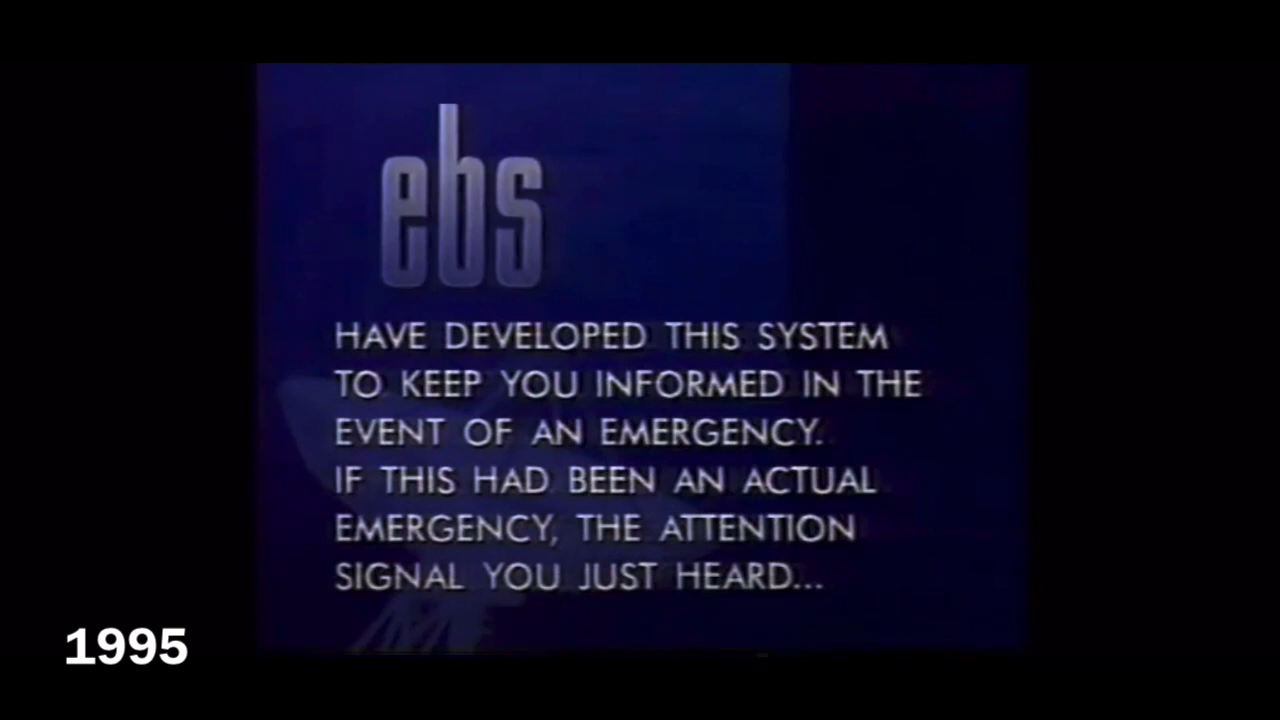 ebs
HAVE DEVELOPED THIS SYSTEM
TO KEEP YOU INFORMED IN THE
EVENT OF AN EMERGENCY.
IF THIS HAD BEEN AN ACTUAL
EMERGENCY, THE ATTENTION
SIGNAL YOU JUST HEARD...
1995